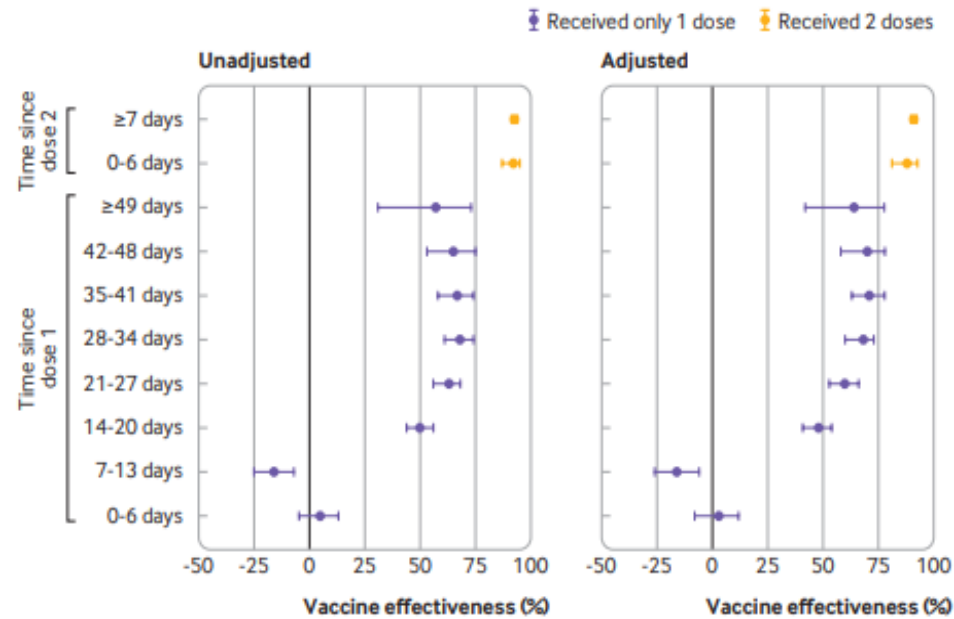 Received only 1 dose Received 2 doses
Unadjusted Adjusted
Time since
dose 2
≥7 days
0-6 days
Time since
dose 1
≥49 days
42-48 days
35-41 days
28-34 days
21-27 days
14-20 days
7-13 days
0-6 days
-50 -25 0 25 50 75 100 -50 -25 0 25 50 75 100
Vaccine effectiveness (%) Vaccine effectiveness (%)